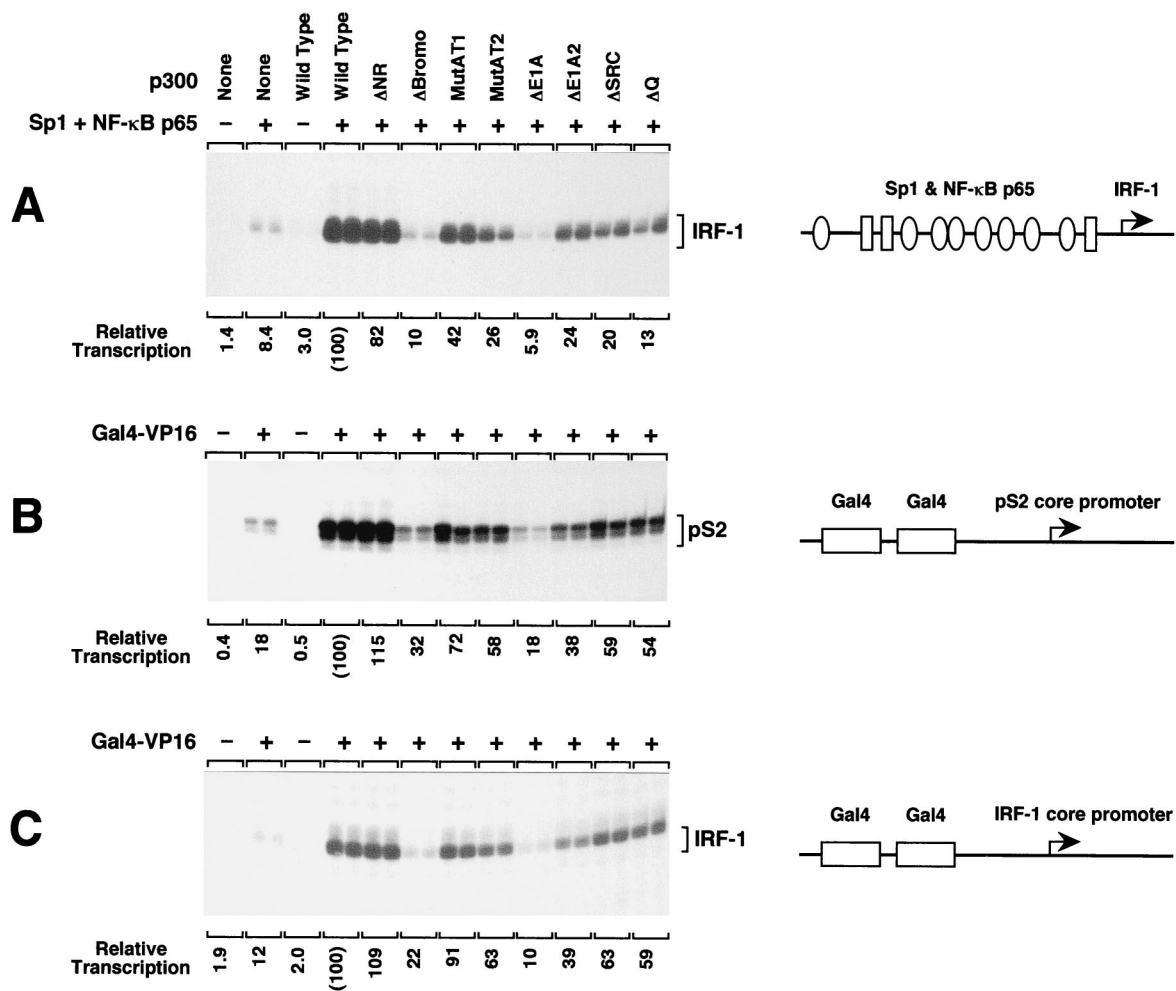 p300 None None Wild Type Wild Type ΔNR ΔBromo MutAT1 MutAT2 ΔE1A ΔE1A2 ΔSRC ΔQ
Sp1 + NF-κB p65 – + – + + + + + + + + +
A
IRF-1
Sp1 & NF-κB p65 IRF-1
Relative
Transcription
1.4 8.4 3.0 (100) 82 10 42 26 5.9 24 20 13
Gal4-VP16 – + – + + + + + + + + +
B
pS2
Gal4 Gal4 pS2 core promoter
Relative
Transcription
0.4 18 0.5 (100) 115 32 72 58 18 38 59 54
Gal4-VP16 – + – + + + + + + + + +
C
IRF-1
Gal4 Gal4 IRF-1 core promoter
Relative
Transcription
1.9 12 2.0 (100) 109 22 91 63 10 39 63 59